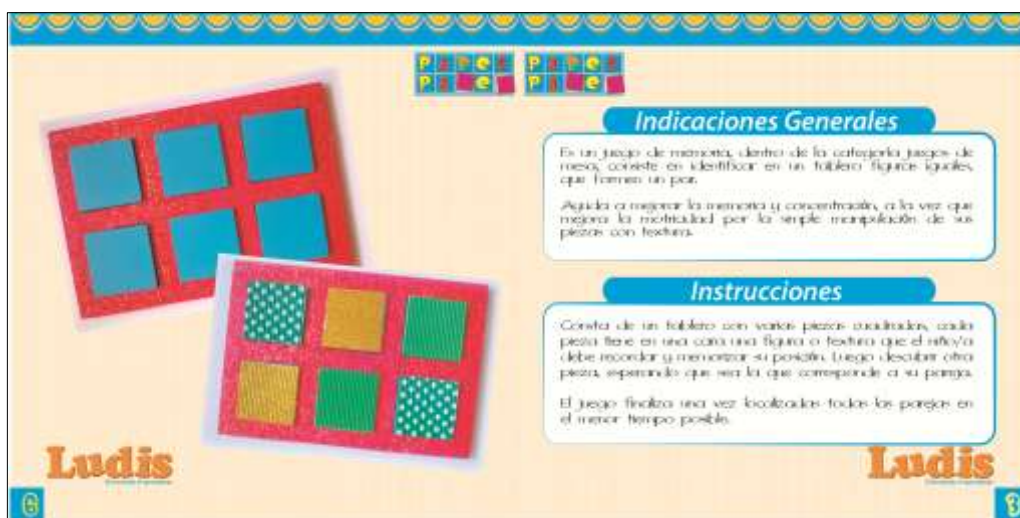 Pares Pares
Indicaciones Generales
Es un juego de memoria, dentro de la categoría juegos de
mesa, consiste en identificar en un tablero figuras iguales,
que formen un par.
Ayuda a mejorar la memoria y concentración, a la vez que
mejora la motricidad por la simple manipulación de sus
piezas con textura.
Instrucciones
Consta de un tablero con varias piezas cuadradas, cada
pieza tiene en una cara una figura o textura que el niño/a
debe recordar y memorizar su posición. Luego descubrir otra
pieza, esperando que sea la que corresponde a su pareja.
El juego finaliza una vez localizadas todas las parejas en
el menor tiempo posible.
Ludis
Ludis
6